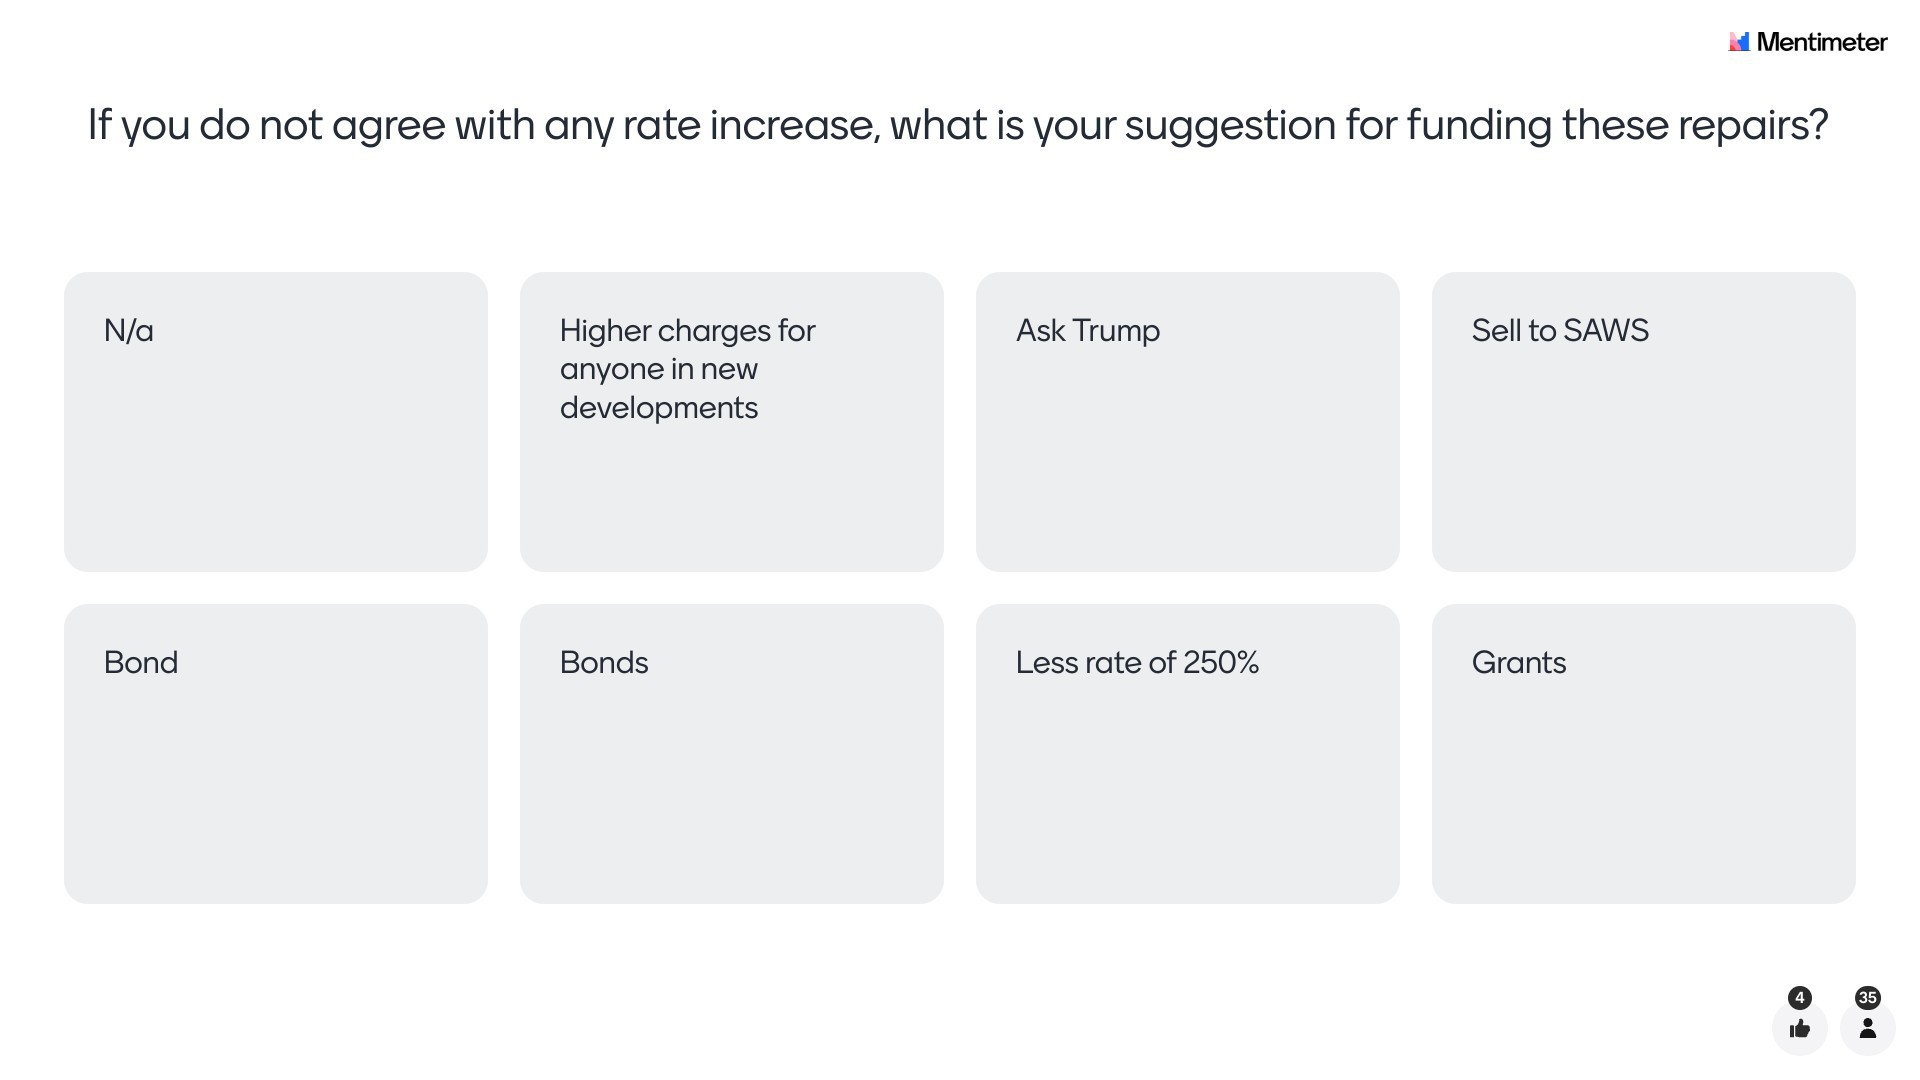 Mentimeter
If you do not agree with any rate increase, what is your suggestion for funding these repairs?
N/a
Higher charges for
anyone in new
developments
Ask Trump
Sell to SAWS
Bond
Bonds
Less rate of 250%
Grants
4
35